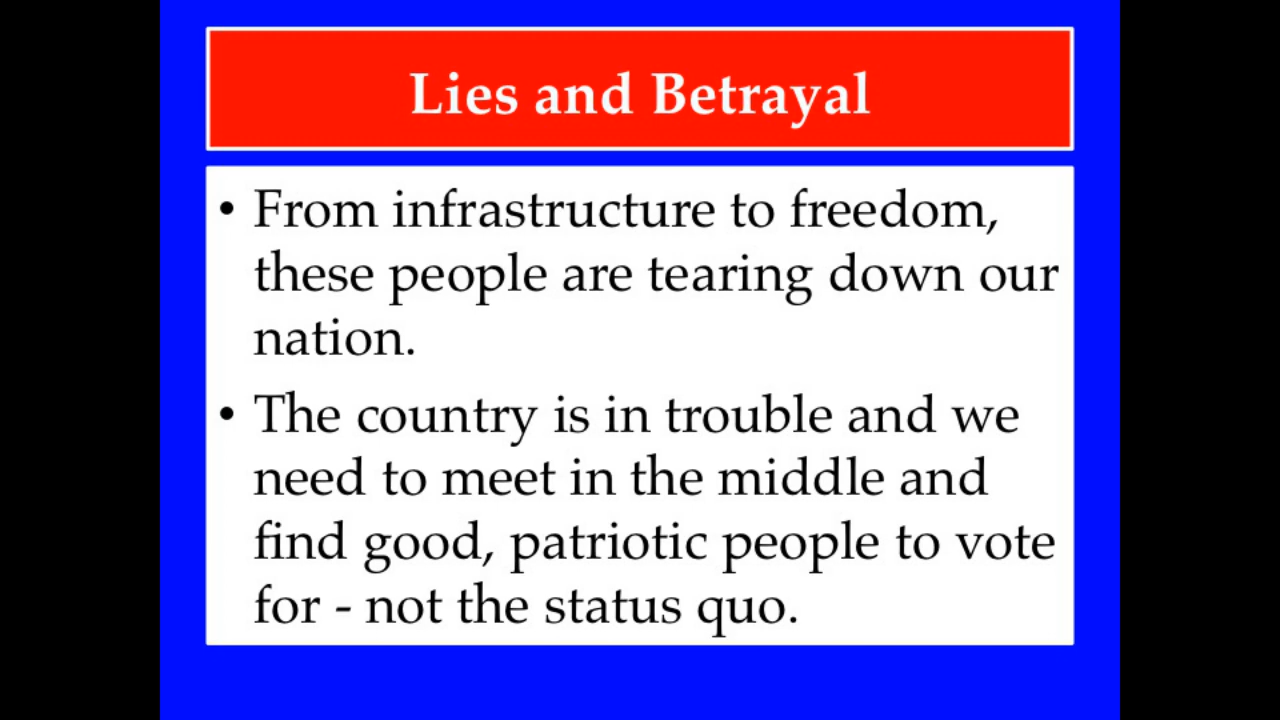 Lies and Betrayal
• From infrastructure to freedom,
these people are tearing down our
nation.
• The country is in trouble and we
need to meet in the middle and
find good, patriotic people to vote
for - not the status quo.